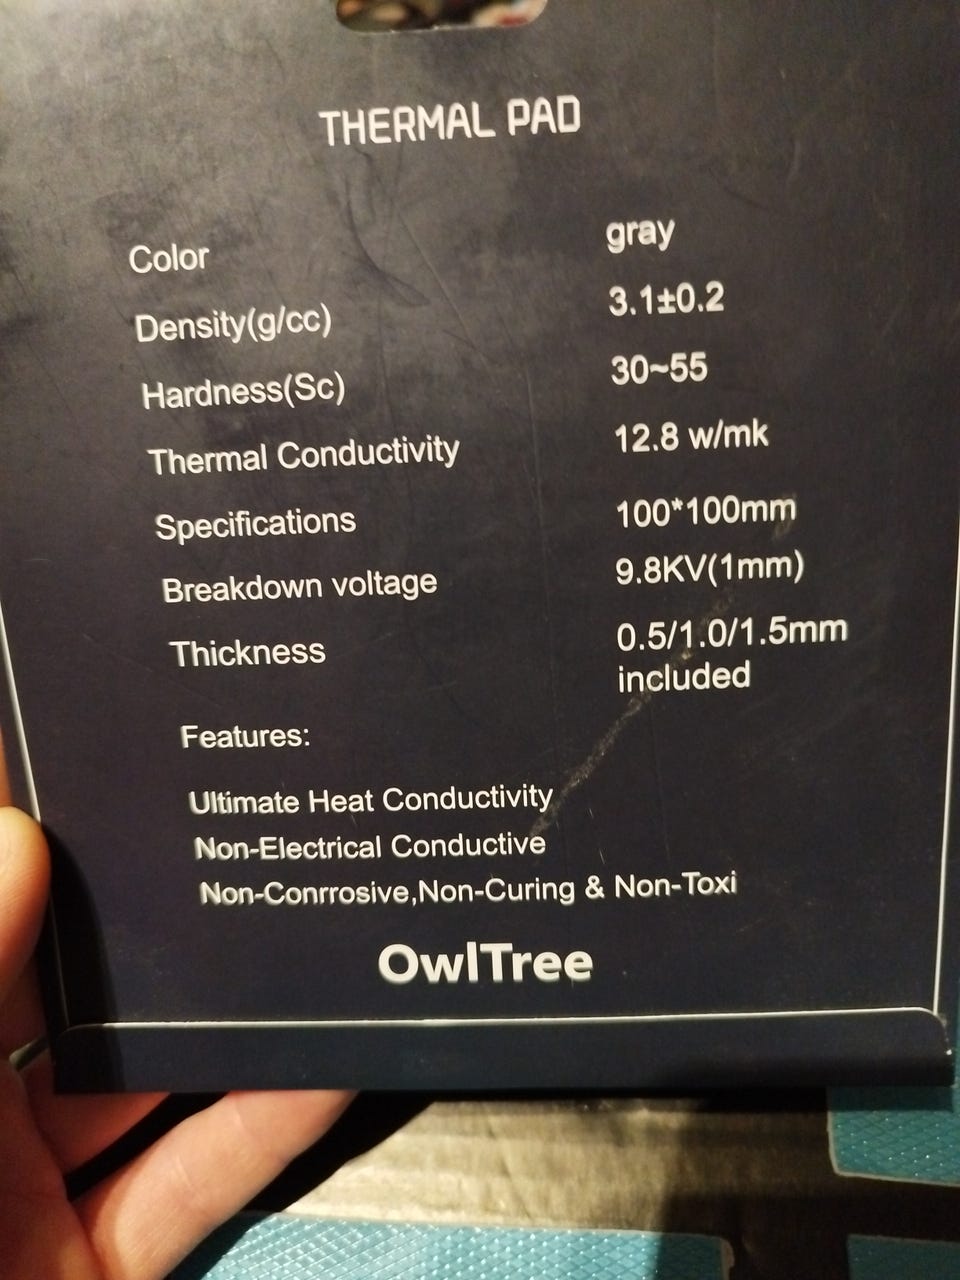 THERMAL PAD
Color gray
Density(g/cc) 3.1±0.2
Hardness(Sc) 30~55
Thermal Conductivity 12.8 w/mk
Specifications 100*100mm
Breakdown voltage 9.8KV(1mm)
Thickness 0.5/1.0/1.5mm
included
Features:
Ultimate Heat Conductivity
Non-Electrical Conductive
Non-Conrrosive,Non-Curing & Non-Toxi
OwlTree